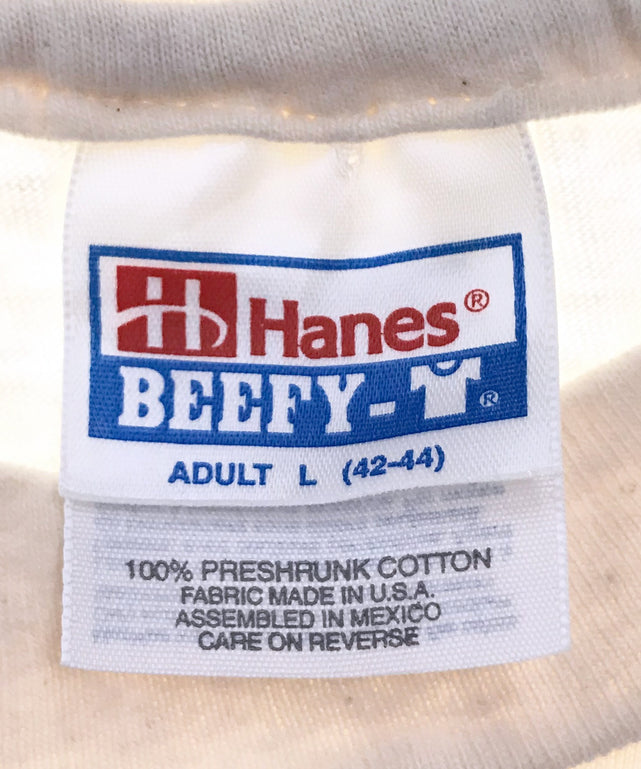 H Hanes®
BEEFY-T®
ADULT L (42-44)
100% PRESHRUNK COTTON
FABRIC MADE IN U.S.A.
ASSEMBLED IN MEXICO
CARE ON REVERSE